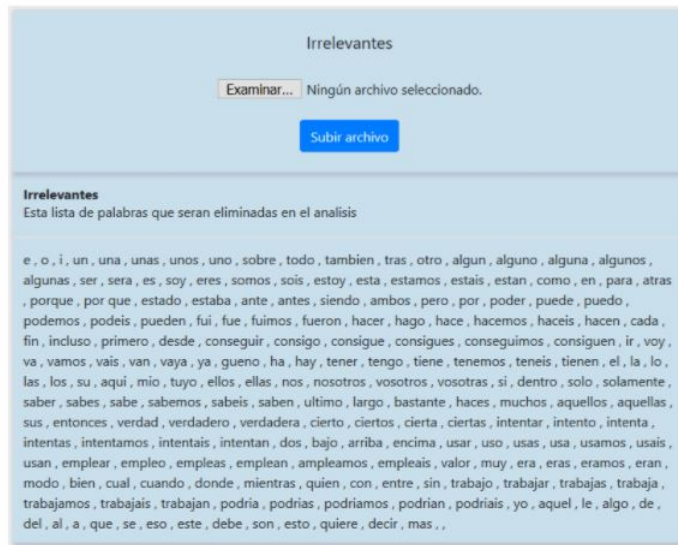 Irrelevantes
Examinar... Ningún archivo seleccionado.
Subir archivo
Irrelevantes
Esta lista de palabras que seran eliminadas en el analisis
e , o , i , un , una , unas , unos , uno , sobre , todo , tambien , tras , otro , algun , alguno , alguna , algunos ,
algunas , ser , sera , es , soy , eres , somos , sois , estoy , esta , estamos , estais , estan , como , en , para , atras
, porque , por que , estado , estaba , ante , antes , siendo , ambos , pero , por , poder , puede , puedo ,
podemos , podeis , pueden , fui , fue , fuimos , fueron , hacer , hago , hace , hacemos , haceis , hacen , cada ,
fin , incluso , primero , desde , conseguir , consigo , consigue , consigues , conseguimos , consiguen , ir , voy ,
va , vamos , vais , van , vaya , ya , gueno , ha , hay , tener , tengo , tiene , tenemos , teneis , tienen , el , la , lo ,
las , los , su , aqui , mio , tuyo , ellos , ellas , nos , nosotros , vosotros , vosotras , si , dentro , solo , solamente ,
saber , sabes , sabe , sabemos , sabeis , saben , ultimo , largo , bastante , haces , muchos , aquellos , aquellas ,
sus , entonces , verdad , verdadero , verdadera , cierto , ciertos , cierta , ciertas , intentar , intento , intenta ,
intentas , intentamos , intentais , intentan , dos , bajo , arriba , encima , usar , uso , usas , usa , usamos , usais ,
usan , emplear , empleo , empleas , emplean , ampleamos , empleais , valor , muy , era , eras , eramos , eran ,
modo , bien , cual , cuando , donde , mientras , quien , con , entre , sin , trabajo , trabajar , trabajas , trabaja ,
trabajamos , trabajais , trabajan , podria , podrias , podriamos , podrian , podriais , yo , aquel , le , algo , de ,
del , al , a , que , se , eso , este , debe , son , esto , quiere , decir , mas , ,